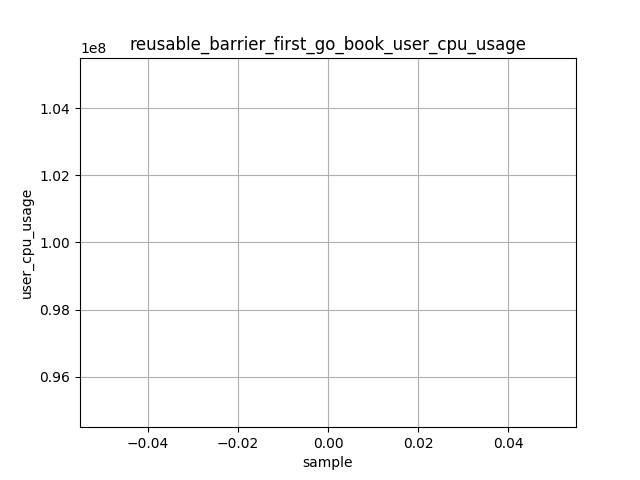 reusable_barrier_first_go_book_user_cpu_usage
1e8
1.04
1.02
1.00
0.98
0.96
user_cpu_usage
−0.04 −0.02 0.00 0.02 0.04
sample